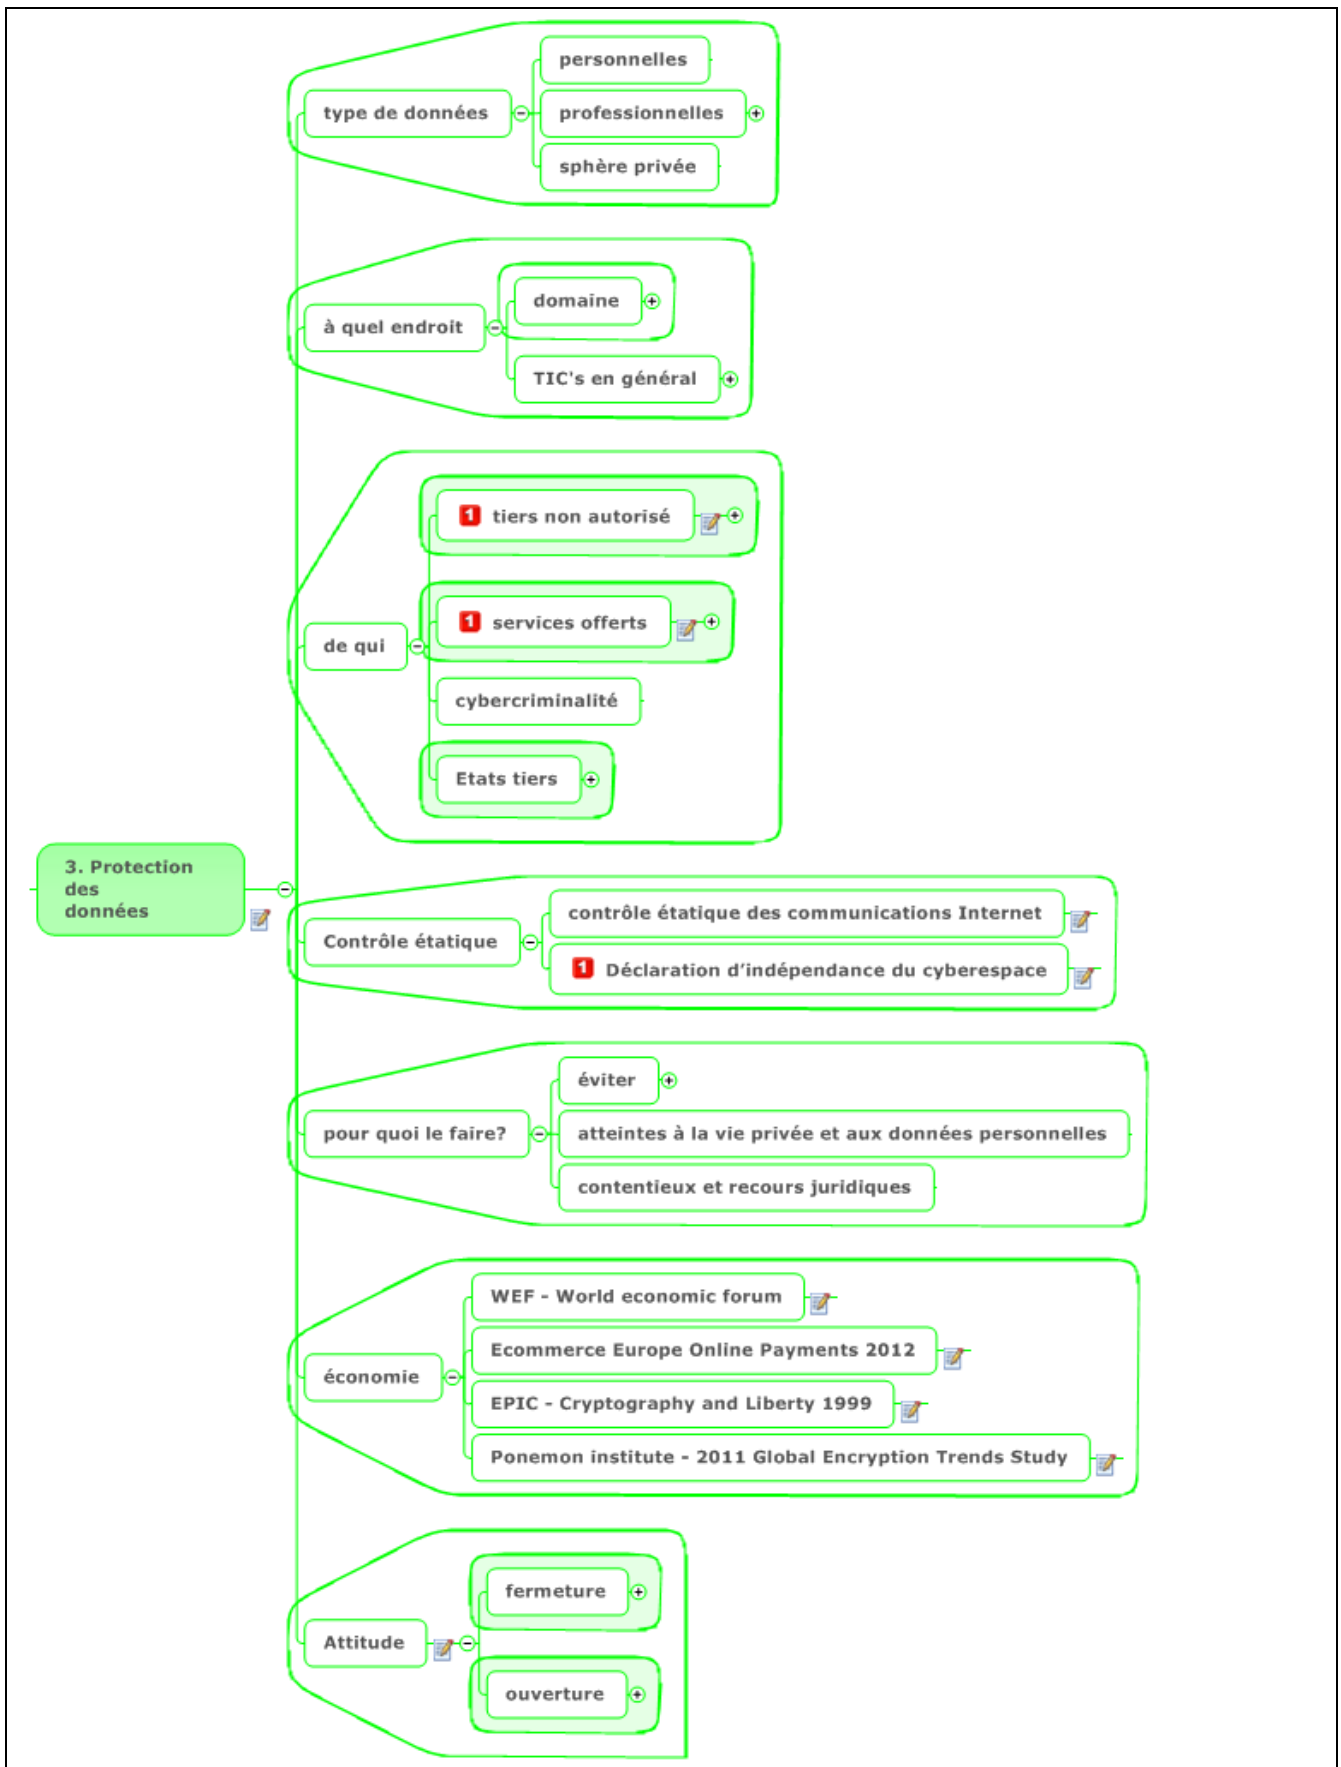 type de données
personnelles
professionnelles
sphère privée
à quel endroit
domaine
TIC's en général
de qui
1 tiers non autorisé
1 services offerts
cybercriminalité
Etats tiers
3. Protection
des
données
Contrôle étatique
contrôle étatique des communications Internet
1 Déclaration d’indépendance du cyberespace
pour quoi le faire?
éviter
atteintes à la vie privée et aux données personnelles
contentieux et recours juridiques
économie
WEF - World economic forum
Ecommerce Europe Online Payments 2012
EPIC - Cryptography and Liberty 1999
Ponemon institute - 2011 Global Encryption Trends Study
Attitude
fermeture
ouverture